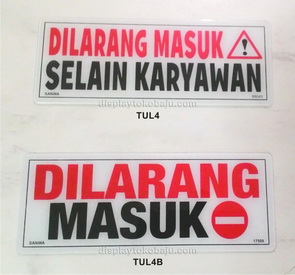 DILARANG MASUK
SELAIN KARYAWAN
displaytokobaju.com
TUL4
DILARANG
MASUK
displaytokobaju.com
TUL4B